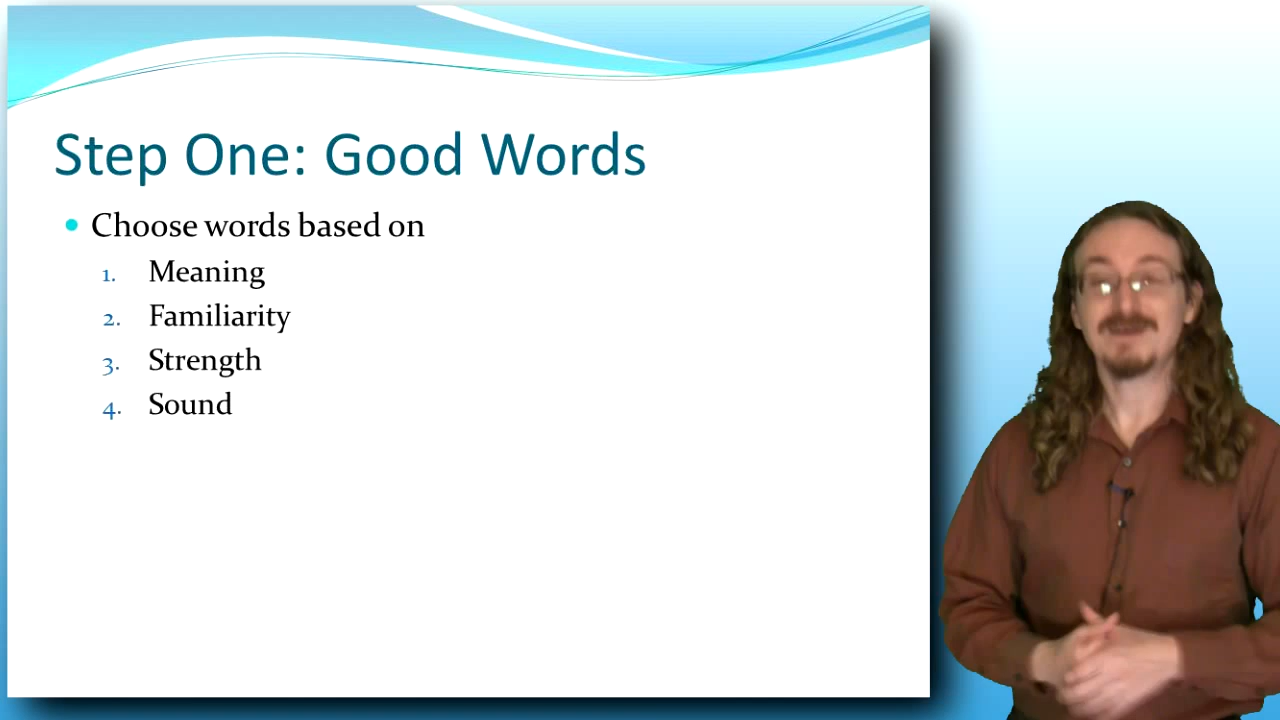 Step One: Good Words
• Choose words based on
1. Meaning
2. Familiarity
3. Strength
4. Sound